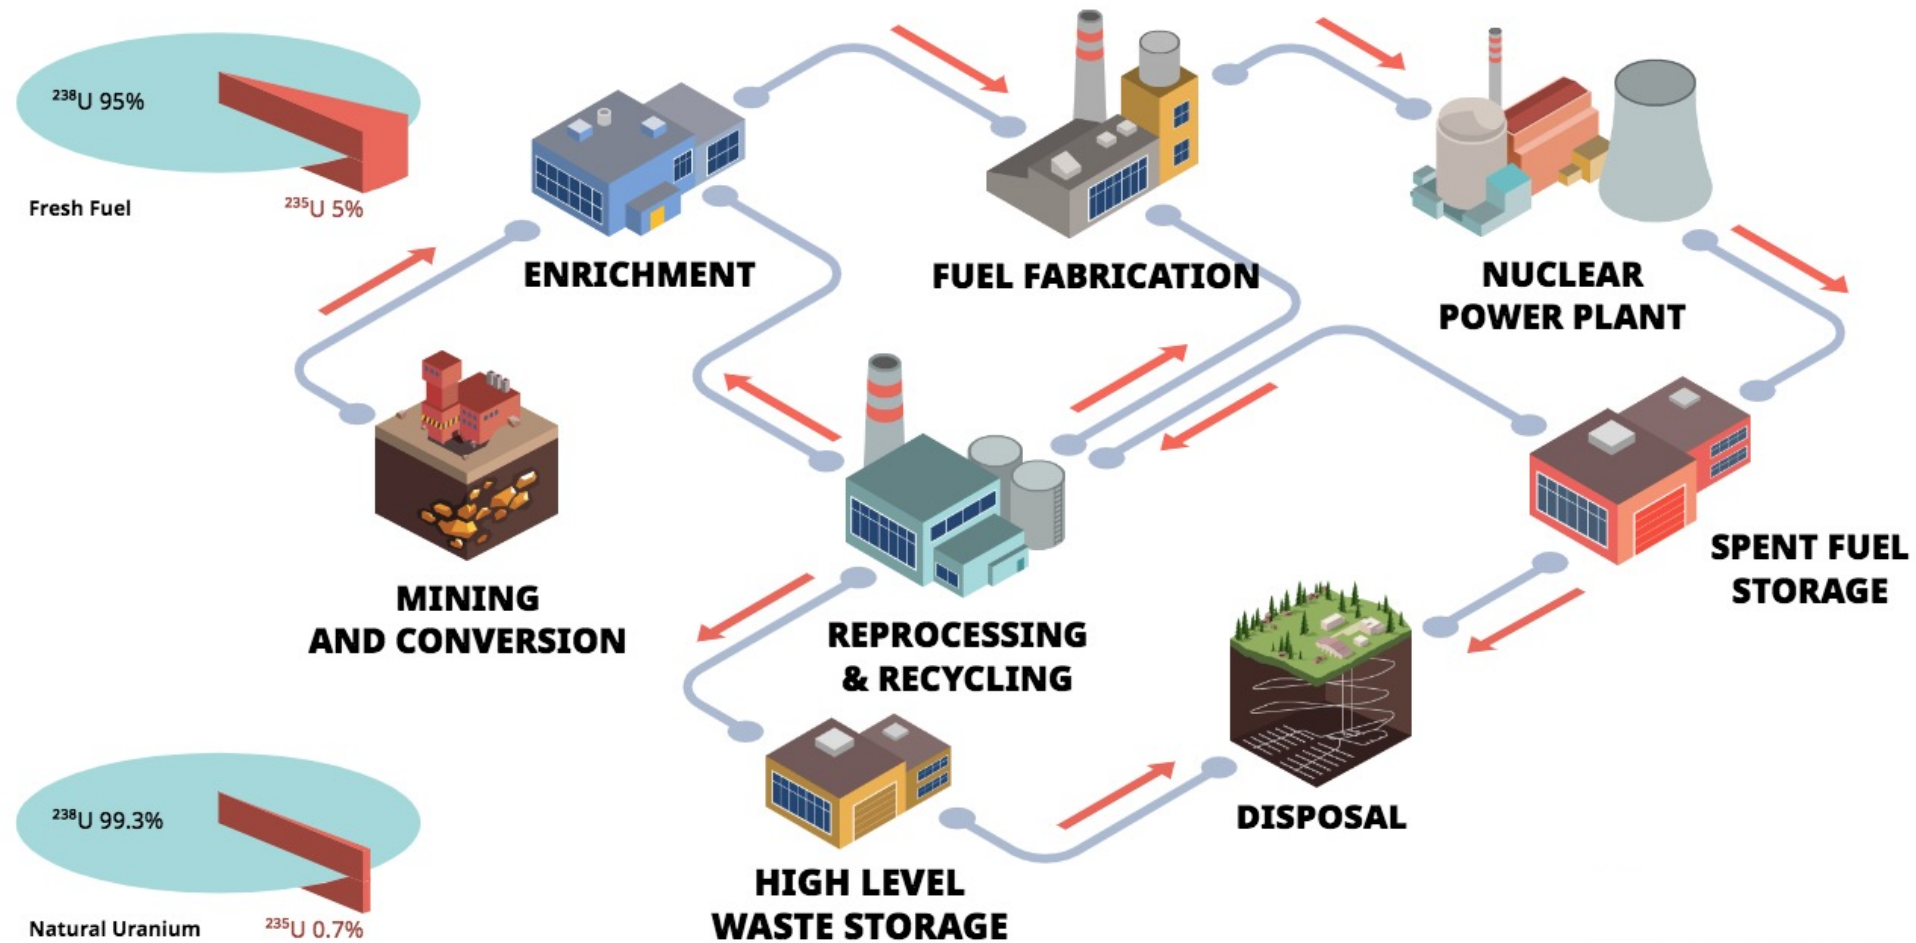 ²³⁸U 95%
Fresh Fuel
²³⁵U 5%
ENRICHMENT
FUEL FABRICATION
NUCLEAR
POWER PLANT
MINING
AND CONVERSION
REPROCESSING
& RECYCLING
SPENT FUEL
STORAGE
DISPOSAL
HIGH LEVEL
WASTE STORAGE
²³⁸U 99.3%
Natural Uranium
²³⁵U 0.7%